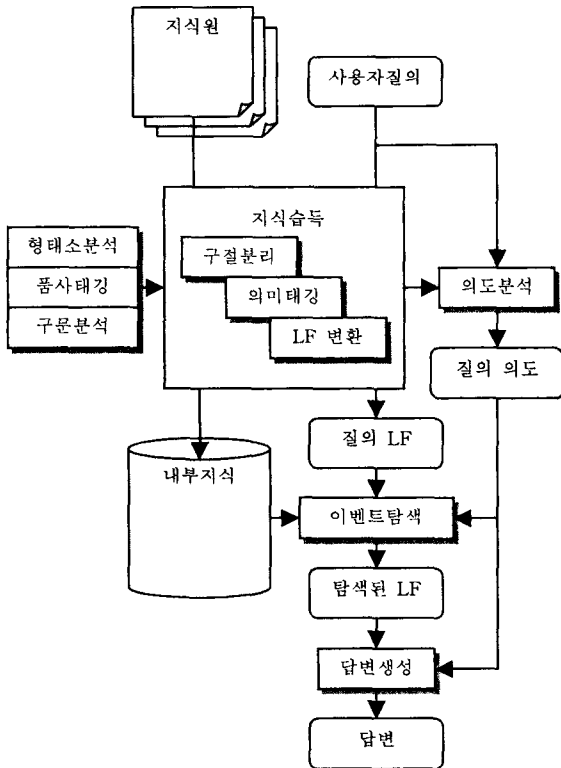 지식원
사용자질의
지식습득
형태소분석
품사태깅
구문분석
구절분리
의미태깅
LF 변환
의도분석
질의 의도
질의 LF
내부지식
이벤트탐색
탐색된 LF
답변생성
답변